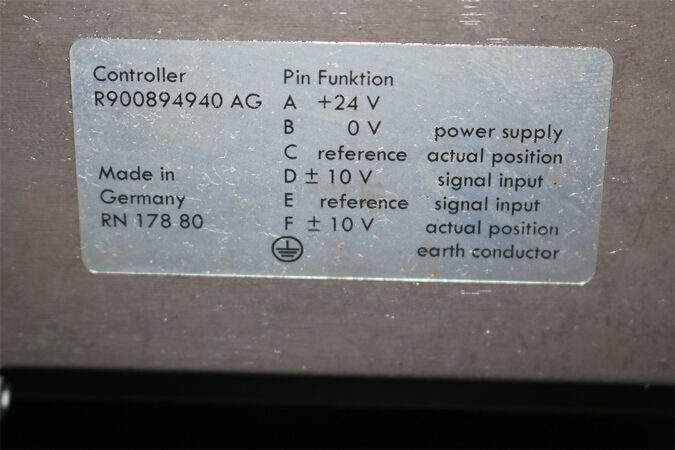 Controller
R900894940 AG
Made in
Germany
RN 178 80
Pin Funktion
A +24 V
B 0 V power supply
C reference actual position
D ± 10 V signal input
E reference signal input
F ± 10 V actual position
earth conductor